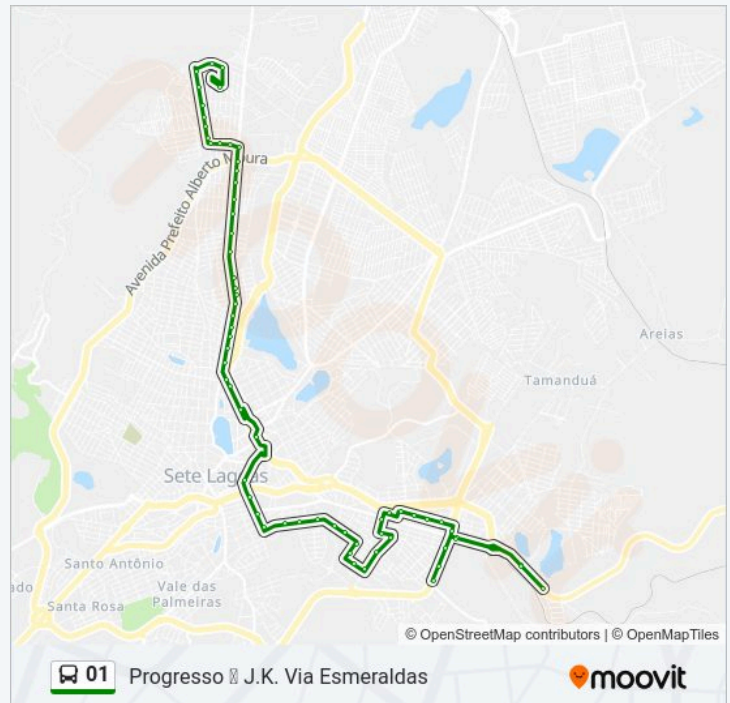 Avenida Prefeito Alberto Moura
Areias
Tamanduá
Sete Lagoas
Santo Antônio
ado
Vale das
Palmeiras
Santa Rosa
© OpenStreetMap contributors | © OpenMapTiles
01 Progresso ▯ J.K. Via Esmeraldas
moovit